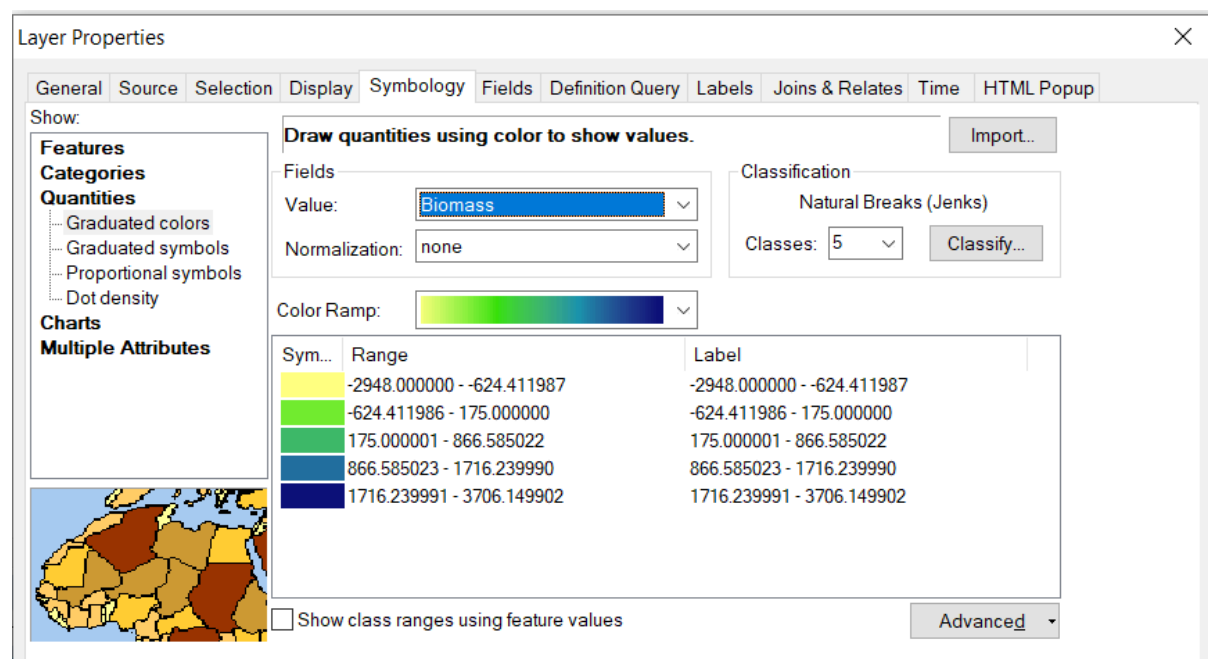 Layer Properties
General Source Selection Display Symbology Fields Definition Query Labels Joins & Relates Time HTML Popup
Show:
Features
Categories
Quantities
Graduated colors
Graduated symbols
Proportional symbols
Dot density
Charts
Multiple Attributes
Draw quantities using color to show values.
Import...
Fields
Value: Biomass
Normalization: none
Classification
Natural Breaks (Jenks)
Classes: 5 Classify...
Color Ramp:
Sym... Range Label
-2948.000000 - -624.411987 -2948.000000 - -624.411987
-624.411986 - 175.000000 -624.411986 - 175.000000
175.000001 - 866.585022 175.000001 - 866.585022
866.585023 - 1716.239990 866.585023 - 1716.239990
1716.239991 - 3706.149902 1716.239991 - 3706.149902
Show class ranges using feature values
Advanced